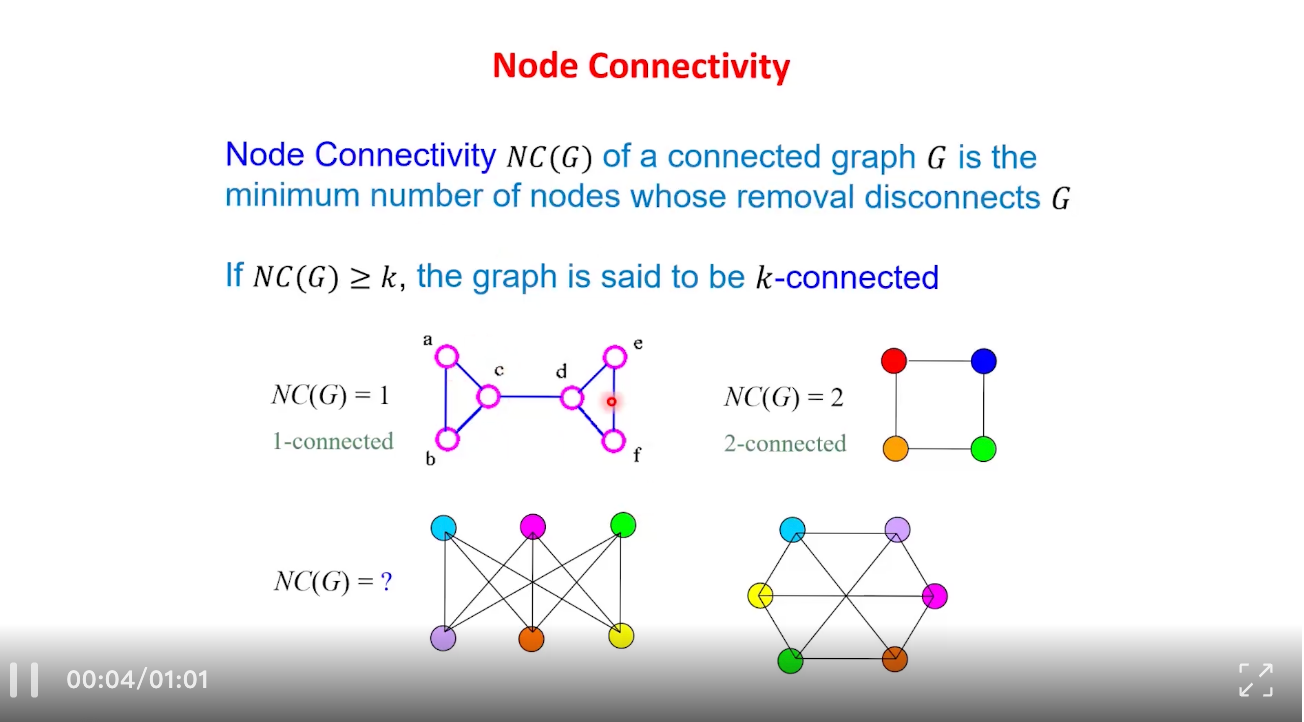 Node Connectivity
Node Connectivity NC(G) of a connected graph G is the
minimum number of nodes whose removal disconnects G
If NC(G) ≥ k, the graph is said to be k-connected
a
e
c
d
NC(G) = 1
1-connected
b
f
NC(G) = 2
2-connected
NC(G) = ?
00:04/01:01